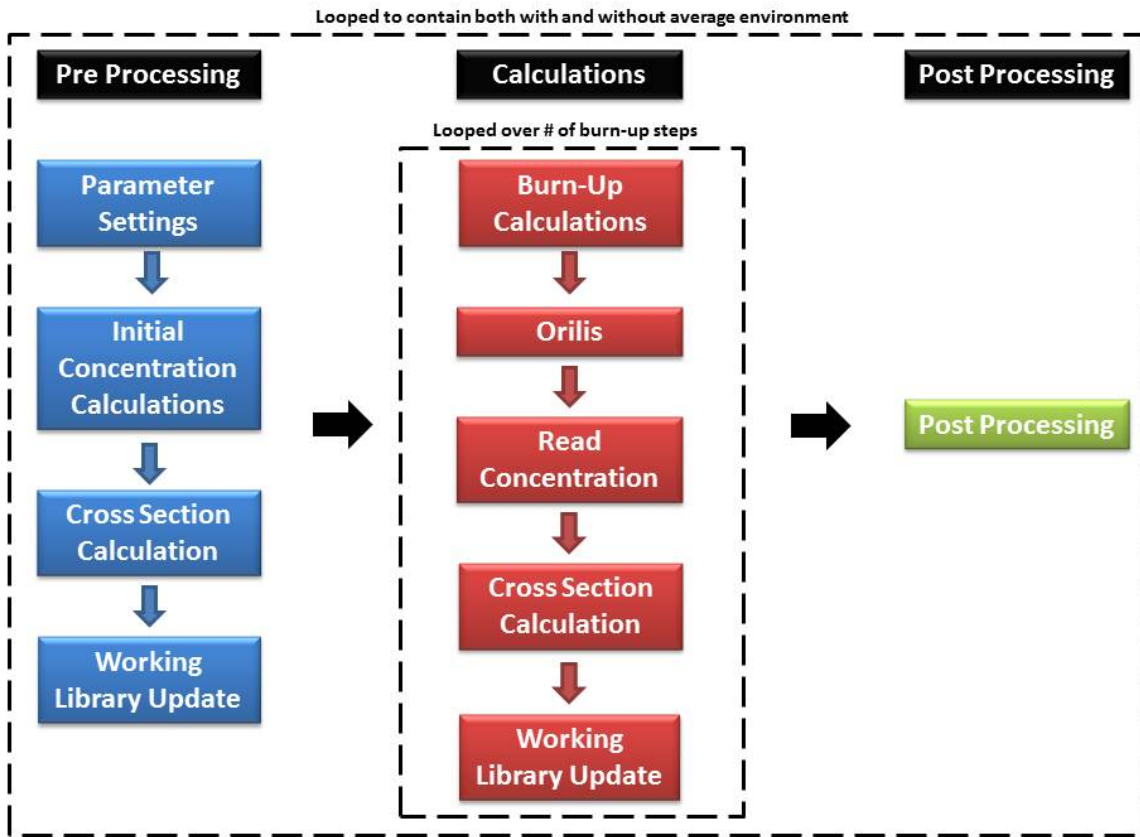 Looped to contain both with and without average environment
Pre Processing
Calculations
Post Processing
Looped over # of burn-up steps
Parameter
Settings
Initial
Concentration
Calculations
Cross Section
Calculation
Working
Library Update
Burn-Up
Calculations
Orilis
Read
Concentration
Cross Section
Calculation
Working
Library Update
Post Processing